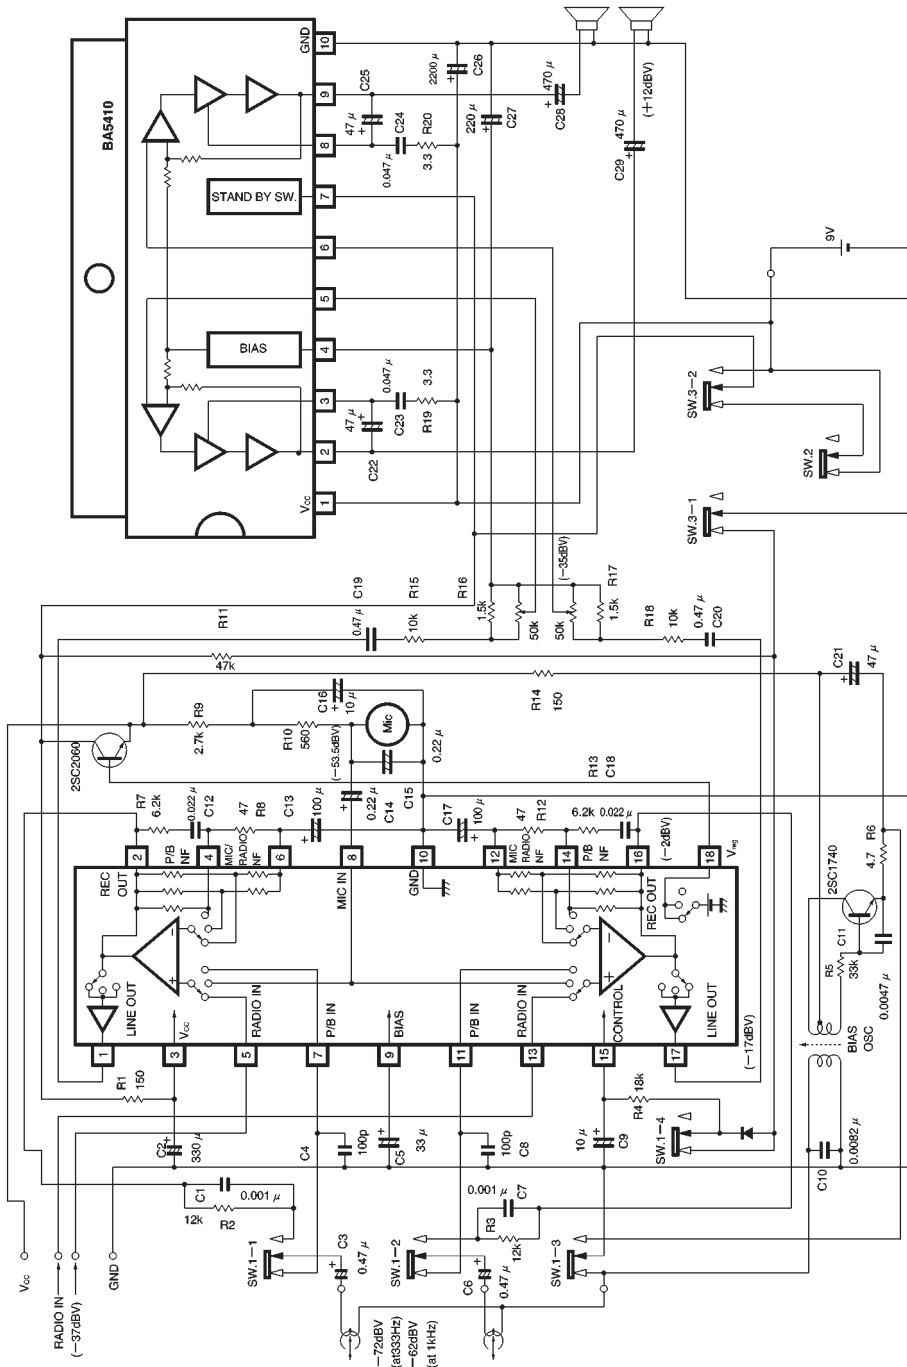 BA5410
GND
10
9
8
STAND BY SW.
7
6
5
BIAS
4
3
2
Vcc
1
C25
47 μ
C24
0.047 μ
R20
3.3
2200 μ
C26
220 μ
C27
470 μ
C28
470 μ
C29
(+12dBV)
0.047 μ
3.3
47 μ
C23
R19
C22
9V
SW.3-2
SW.2
SW.3-1
R11
47k
C19
0.47 μ
R15
10k
R16
1.5k
50k
(-35dBV)
50k
R17
1.5k
R18
10k
0.47 μ
C20
C21
47 μ
R14
150
2SC2060
R9
2.7k
C16
10 μ
R10
560
Mic
(-53.5dBV)
0.22 μ
R13
C18
R7
6.2k
0.022 μ
C12
47
R8
C13
100 μ
0.22 μ
C14
C15
C17
100 μ
47
R12
6.2k
0.022 μ
(-2dBV)
2
P/B
NF
4
MIC/
RADIO
NF
6
8
10
12
MIC
RADIO
NF
14
P/B
NF
16
18
Vreg
REC
OUT
MIC IN
GND
REC OUT
LINE OUT
Vcc
RADIO IN
P/B IN
BIAS
P/B IN
RADIO IN
CONTROL
LINE OUT
1
3
5
7
9
11
13
15
17
(-17dBV)
2SC1740
4.7
R6
C11
R5
33k
0.0047 μ
BIAS
OSC
R1
150
C2
330 μ
C4
100p
C5
33 μ
100p
C8
10 μ
C9
R4
18k
SW.1-4
C10
0.0082 μ
C1
0.001 μ
12k
R2
0.001 μ
C7
R3
12k
SW.1-1
C3
0.47 μ
SW.1-2
C6
0.47 μ
SW.1-3
Vcc
RADIO IN
(-37dBV)
GND
-72dBV
(at333Hz)
-62dBV
(at 1kHz)